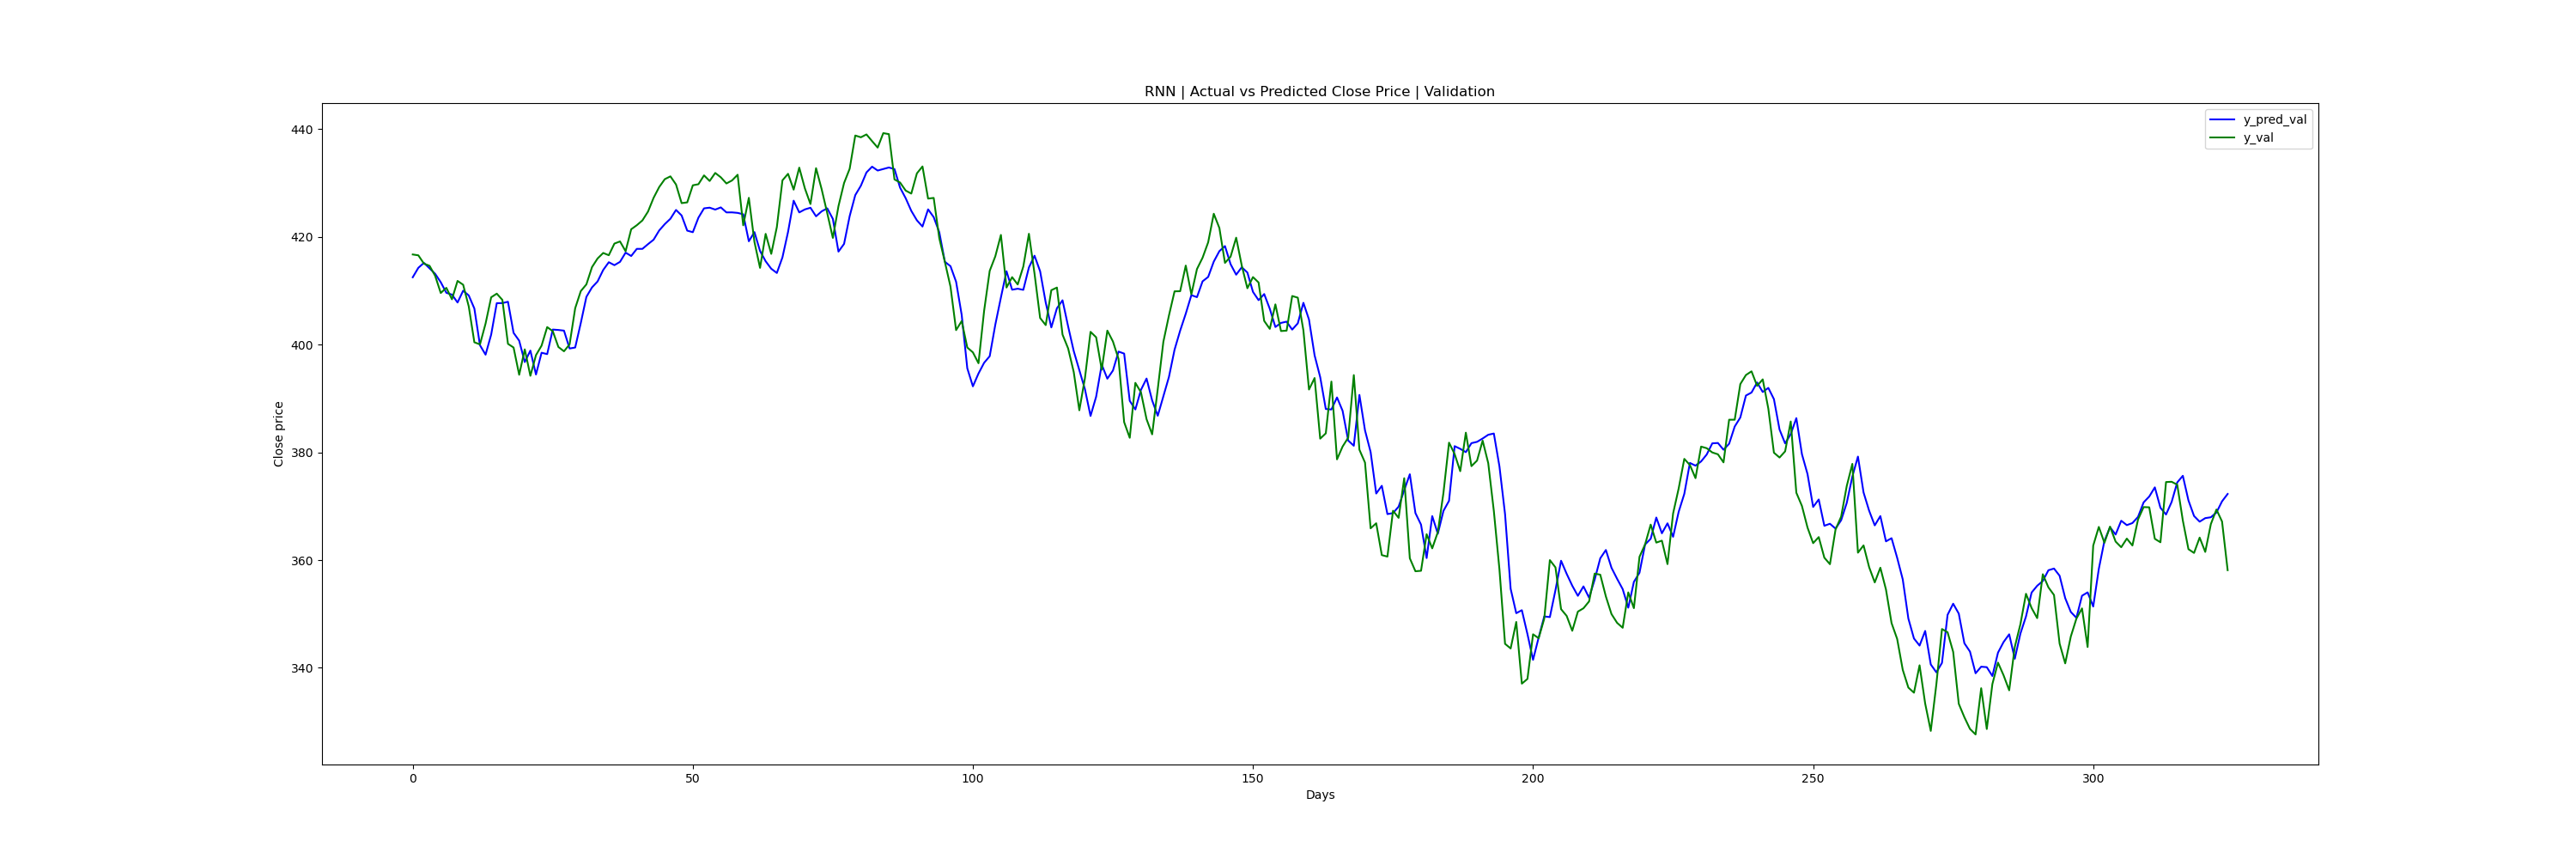 RNN | Actual vs Predicted Close Price | Validation
y_pred_val
y_val
Close price
440
420
400
380
360
340
0
50
100
150
200
250
300
Days